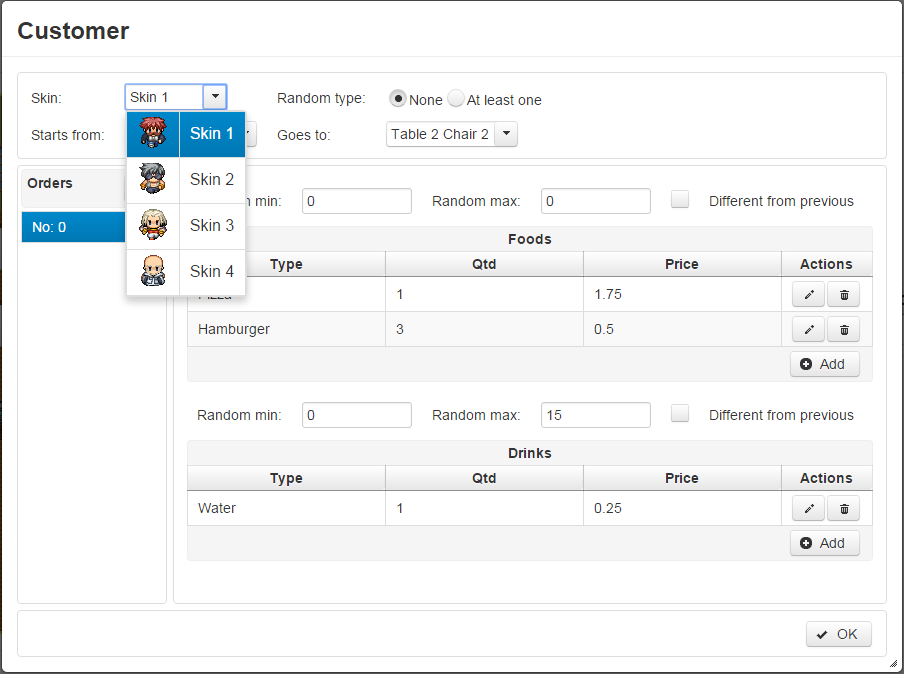 Customer
Skin: Skin 1 Random type: None At least one
Starts from: Goes to: Table 2 Chair 2
Skin 1
Skin 2
Skin 3
Skin 4
Orders
No: 0
min: 0 Random max: 0 Different from previous
Foods
Type Qtd Price Actions
1 1.75
Hamburger 3 0.5
Add
Random min: 0 Random max: 15 Different from previous
Drinks
Type Qtd Price Actions
Water 1 0.25
Add
OK